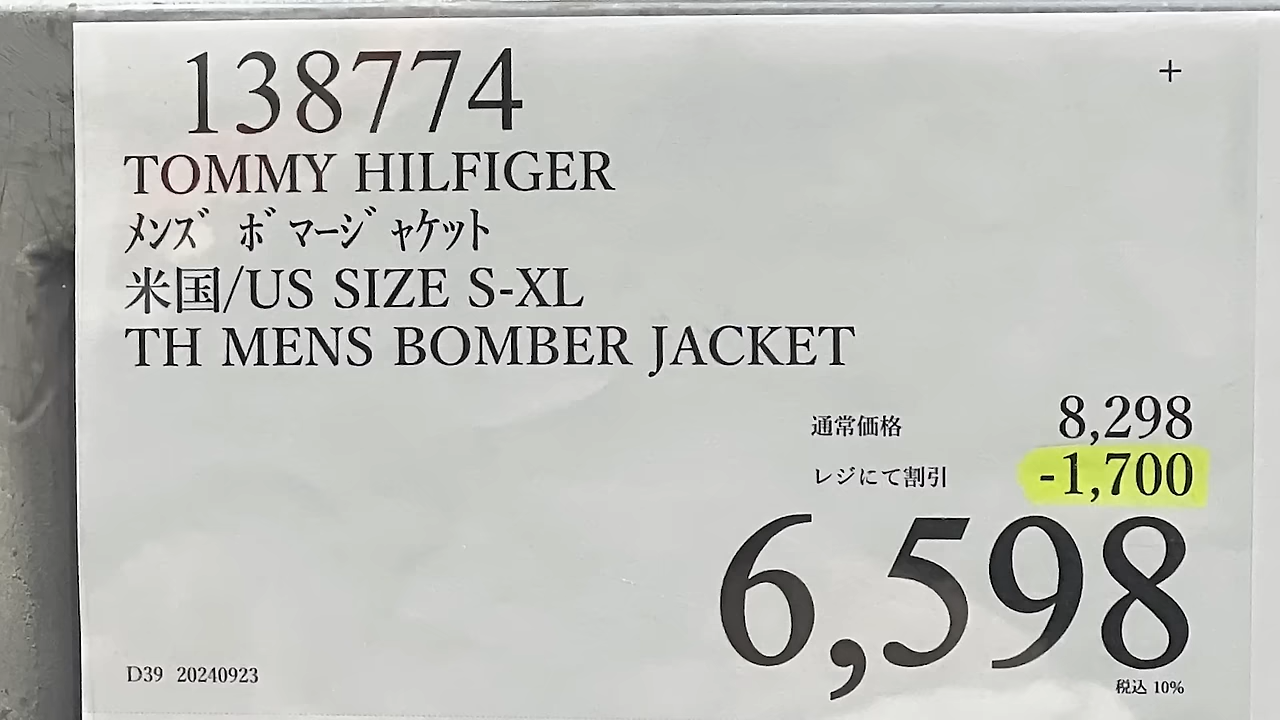 138774
+
TOMMY HILFIGER
ﾒﾝｽﾞ ﾎﾞﾏｰｼﾞｬｹｯﾄ
米国/US SIZE S-XL
TH MENS BOMBER JACKET
通常価格 8,298
レジにて割引 -1,700
6,598
税込 10%
D39 20240923